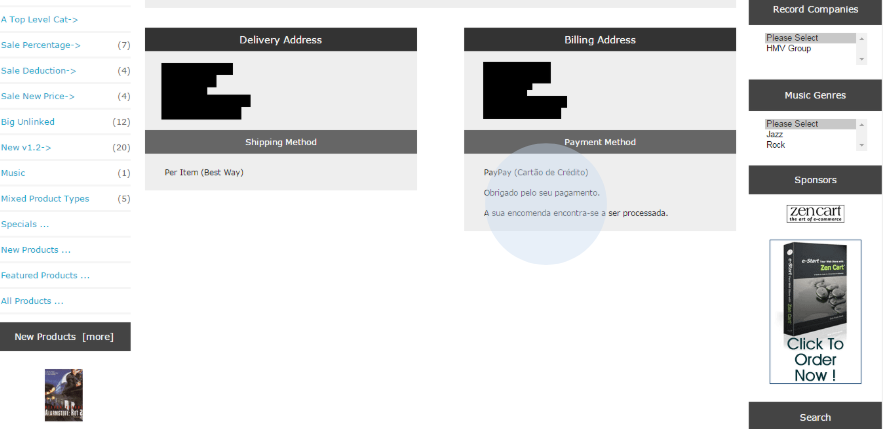 A Top Level Cat->
Sale Percentage-> (7)
Sale Deduction-> (4)
Sale New Price-> (4)
Big Unlinked (12)
New v1.2-> (20)
Music (1)
Mixed Product Types (5)
Specials ...
New Products ...
Featured Products ...
All Products ...
New Products [more]
Delivery Address
Shipping Method
Per Item (Best Way)
Billing Address
Payment Method
PayPay (Cartão de Crédito)
Obrigado pelo seu pagamento.
A sua encomenda encontra-se a ser processada.
Record Companies
Please Select
HMV Group
Music Genres
Please Select
Jazz
Rock
Sponsors
zen cart
the art of e-commerce
e-Start
Zen Cart
Click To
Order
Now !
Search